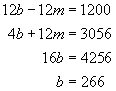 12b − 12m = 1200
4b + 12m = 3056
16b = 4256
b = 266